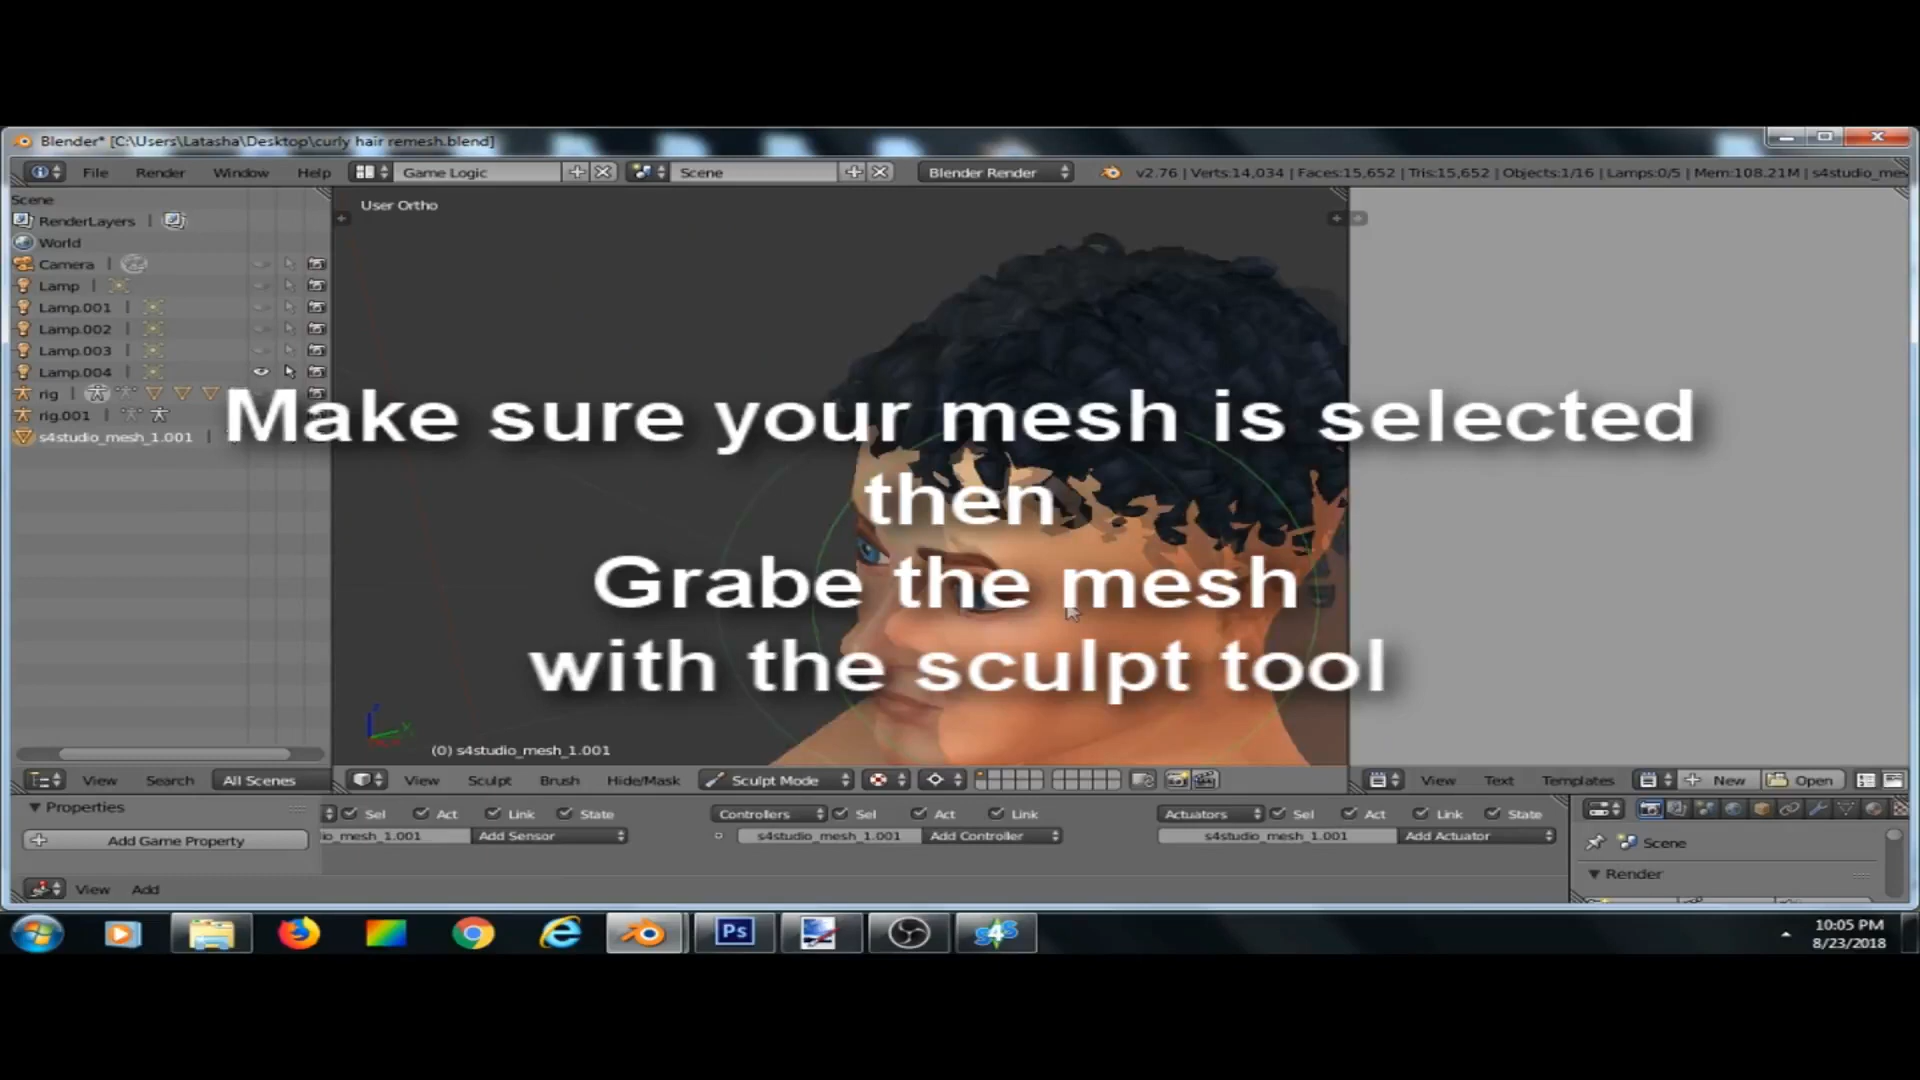 Blender* [C:\Users\Latasha\Desktop\curly hair remesh.blend]
File Render Window Help Game Logic Scene Blender Render v2.76 | Verts:14,034 | Faces:15,652 | Tris:15,652 | Objects:1/16 | Lamps:0/5 | Mem:108.21M | s4studio_mes
Scene
RenderLayers
World
Camera
Lamp
Lamp.001
Lamp.002
Lamp.003
Lamp.004
rig
rig.001
s4studio_mesh_1.001
User Ortho
Make sure your mesh is selected
then
Grabe the mesh
with the sculpt tool
(0) s4studio_mesh_1.001
View Search All Scenes View Sculpt Brush Hide/Mask Sculpt Mode View Text Templates New Open
Properties Sel Act Link State Controllers Sel Act Link Actuators Sel Act Link State
Add Game Property io_mesh_1.001 Add Sensor s4studio_mesh_1.001 Add Controller s4studio_mesh_1.001 Add Actuator
Scene
Render
View Add
Ps
S4S
10:05 PM
8/23/2018